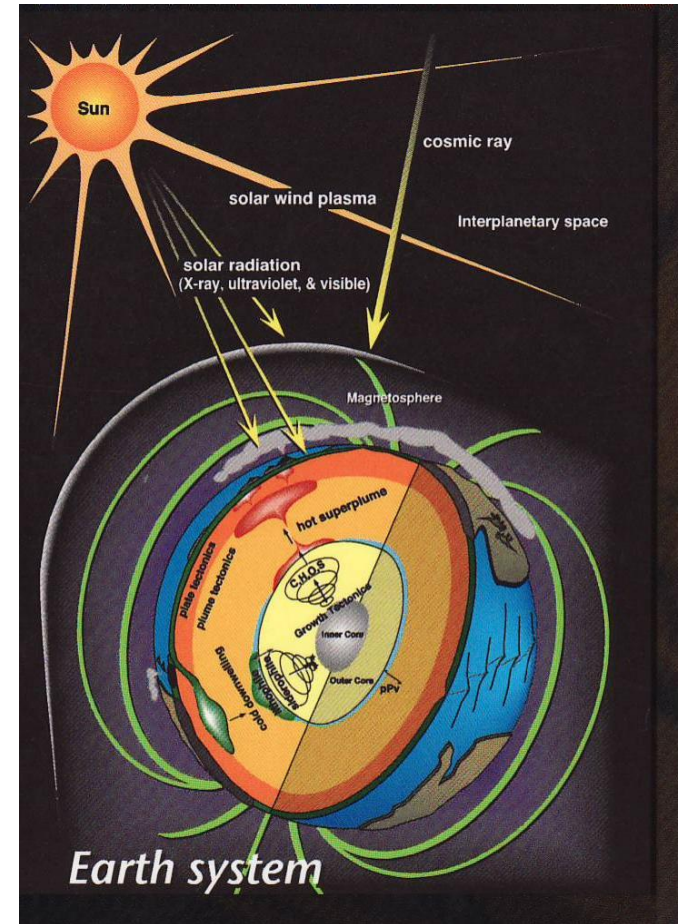 Sun
cosmic ray
solar wind plasma
Interplanetary space
solar radiation
(X-ray, ultraviolet, & visible)
Magnetosphere
hot superplume
plate tectonics
plume tectonics
C,H,O,S
Growth Tectonics
Inner Core
Outer Core
pPv
siderophile
cold downwelling
Earth system